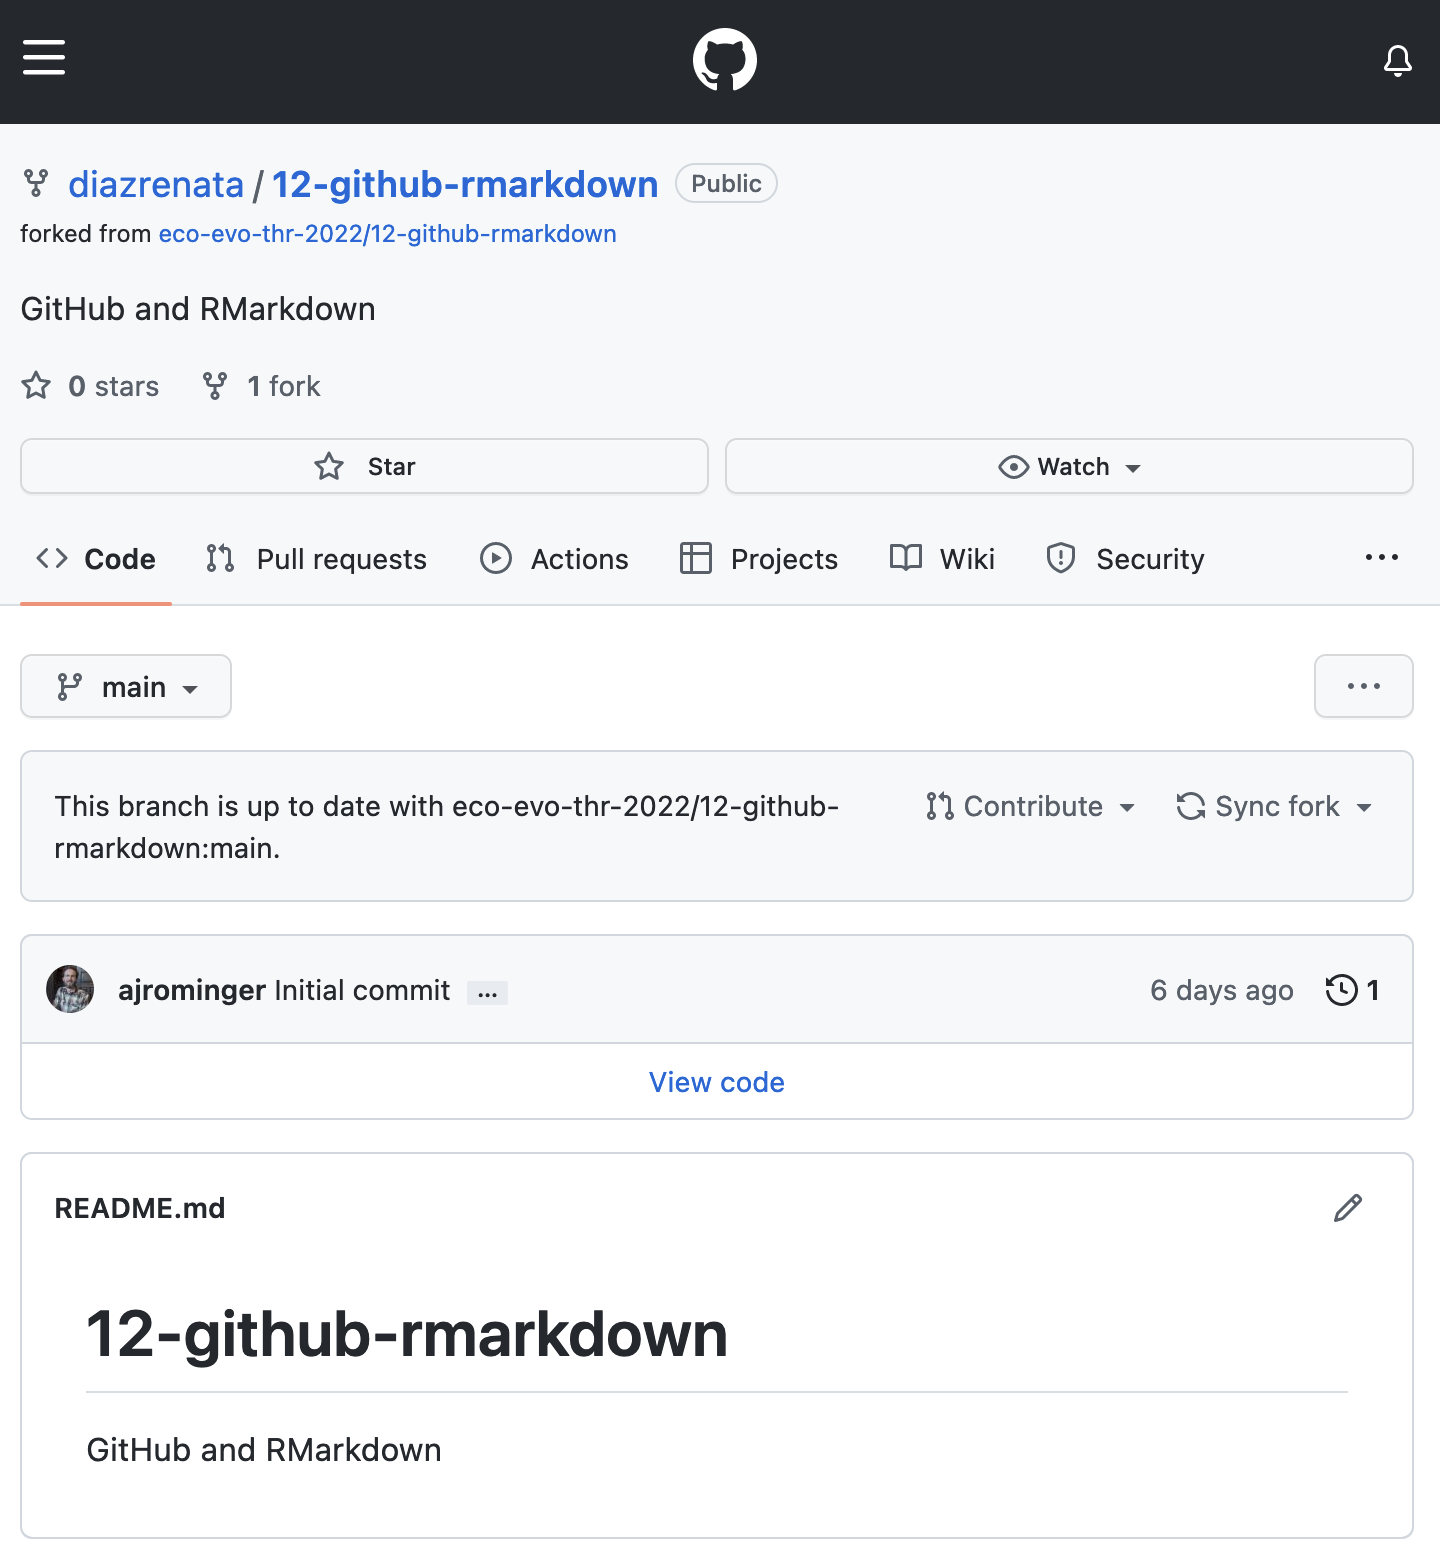 diazrenata / 12-github-rmarkdown Public
forked from eco-evo-thr-2022/12-github-rmarkdown
GitHub and RMarkdown
0 stars 1 fork
Star Watch
Code Pull requests Actions Projects Wiki Security ...
main ...
This branch is up to date with eco-evo-thr-2022/12-github-
rmarkdown:main.
Contribute Sync fork
ajrominger Initial commit ... 6 days ago 1
View code
README.md
12-github-rmarkdown
GitHub and RMarkdown